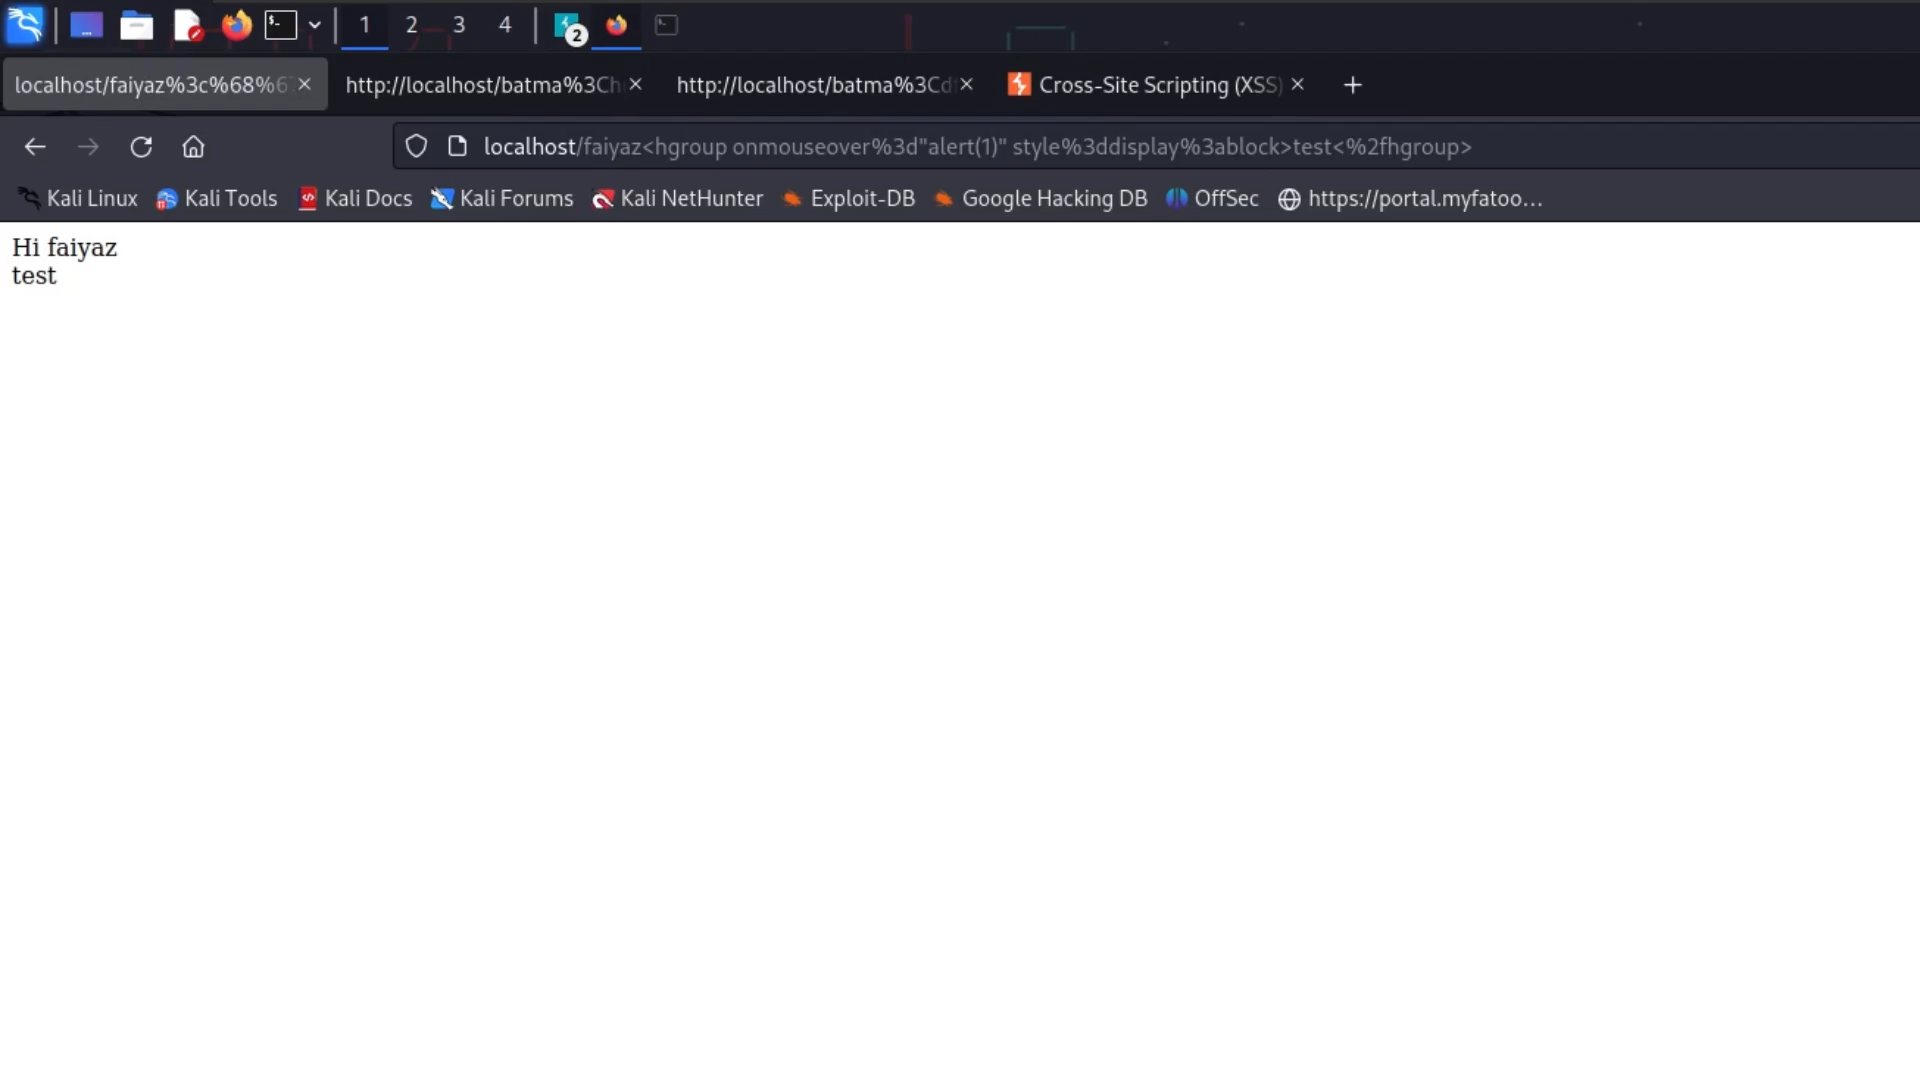 1 2 3 4 2
localhost/faiyaz%3c%68%6 http://localhost/batma%3Ch http://localhost/batma%3Cd Cross-Site Scripting (XSS)
localhost/faiyaz<hgroup onmouseover%3d"alert(1)" style%3ddisplay%3ablock>test<%2fhgroup>
Kali Linux Kali Tools Kali Docs Kali Forums Kali NetHunter Exploit-DB Google Hacking DB OffSec https://portal.myfatoo...
Hi faiyaz
test